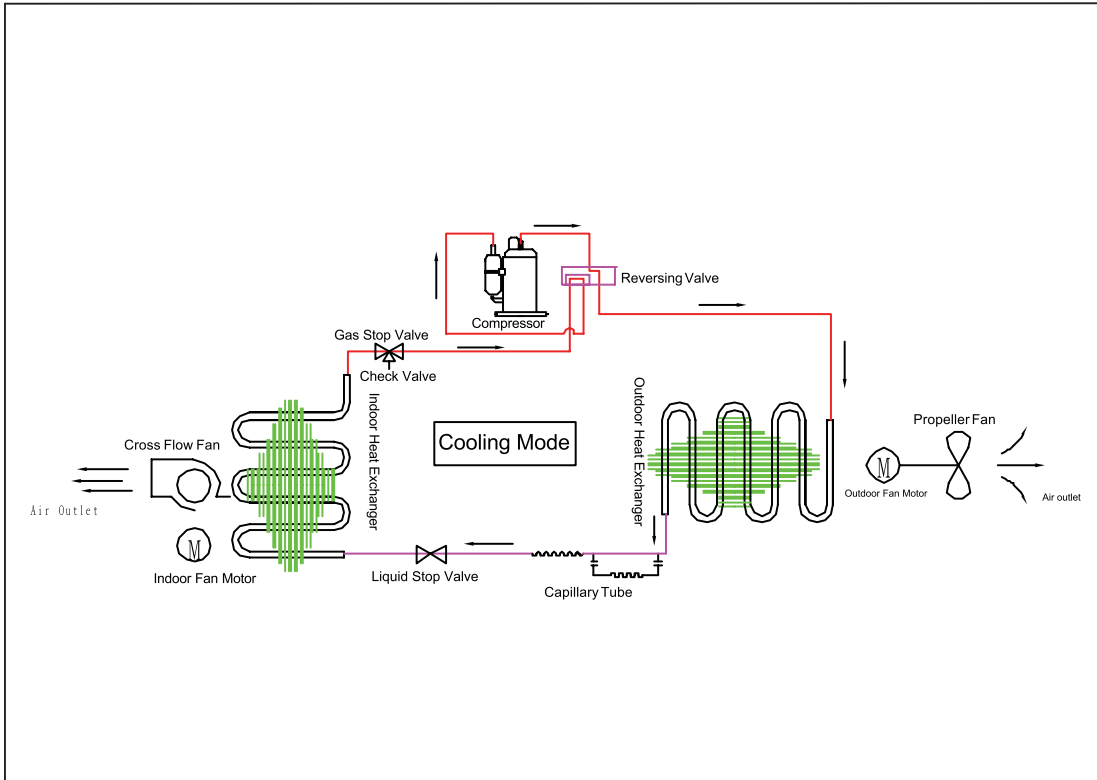 Reversing Valve
Compressor
Gas Stop Valve
Check Valve
Indoor Heat Exchanger
Outdoor Heat Exchanger
Cooling Mode
Propeller Fan
Cross Flow Fan
M
Outdoor Fan Motor
Air outlet
Air Outlet
M
Indoor Fan Motor
Liquid Stop Valve
Capillary Tube